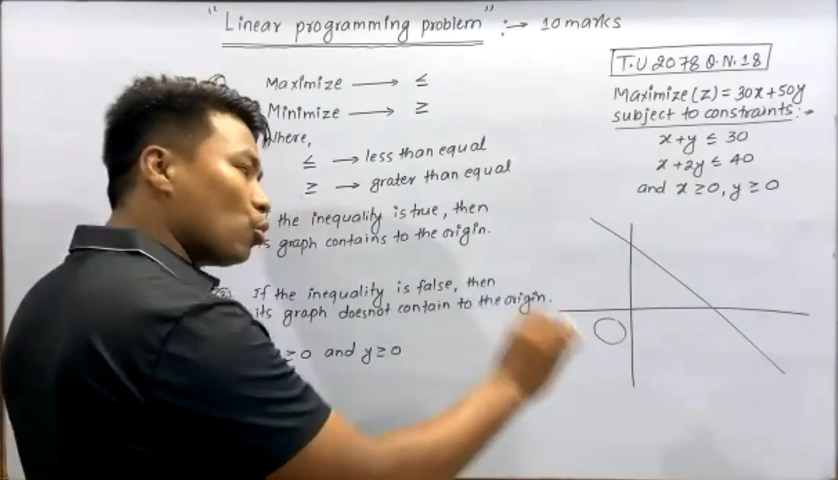 "Linear programming problem" :→ 10 marks
Maximize → ≤
Minimize → ≥
Where,
≤ → less than equal
≥ → grater than equal
the inequality is true, then
graph contains to the origin.
If the inequality is false, then
its graph doesnot contain to the origin.
≥ 0 and y ≥ 0
T.U 2078 Q.N.18
Maximize (Z) = 30x + 50y
subject to constraints :→
x + y ≤ 30
x + 2y ≤ 40
and x ≥ 0, y ≥ 0
O